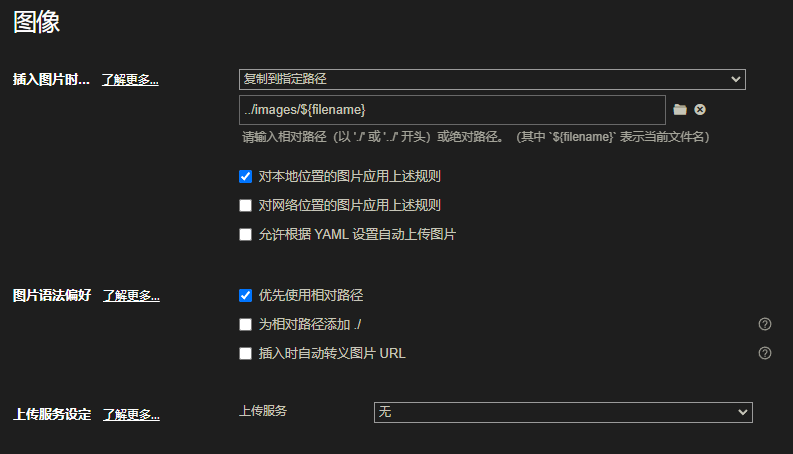 图像
插入图片时... 了解更多... 复制到指定路径
../images/${filename}
请输入相对路径（以 './' 或 '../' 开头）或绝对路径。（其中 `${filename}` 表示当前文件名）
对本地位置的图片应用上述规则
对网络位置的图片应用上述规则
允许根据 YAML 设置自动上传图片
图片语法偏好 了解更多... 优先使用相对路径
为相对路径添加 ./
插入时自动转义图片 URL
上传服务设定 了解更多... 上传服务 无